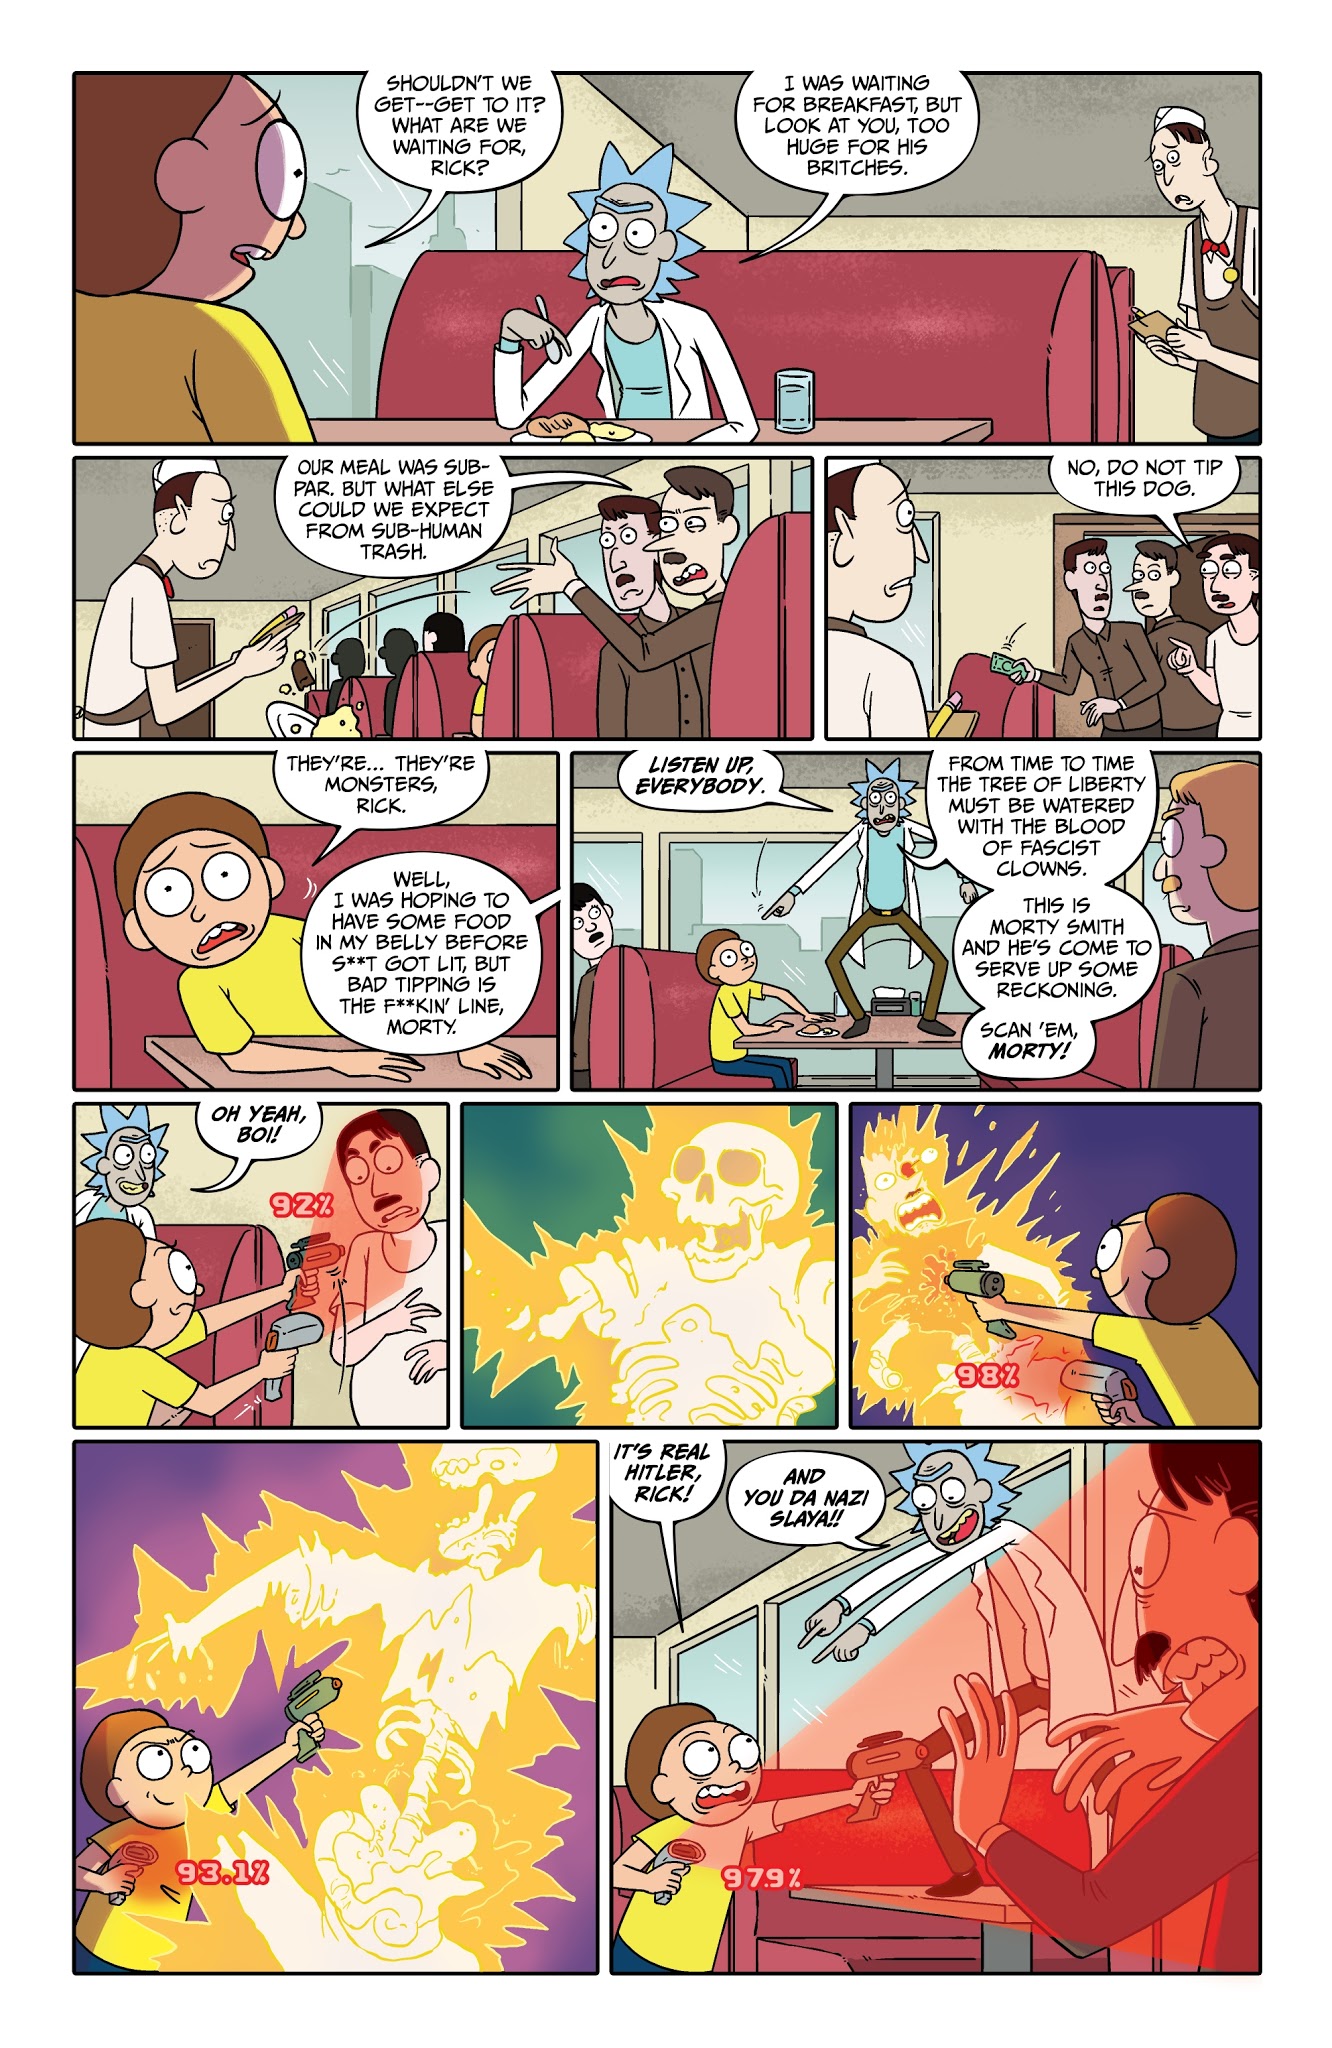 SHOULDN'T WE
GET--GET TO IT?
WHAT ARE WE
WAITING FOR,
RICK?
I WAS WAITING
FOR BREAKFAST, BUT
LOOK AT YOU, TOO
HUGE FOR HIS
BRITCHES.
OUR MEAL WAS SUB-
PAR. BUT WHAT ELSE
COULD WE EXPECT
FROM SUB-HUMAN
TRASH.
NO, DO NOT TIP
THIS DOG.
THEY'RE... THEY'RE
MONSTERS,
RICK.
WELL,
I WAS HOPING TO
HAVE SOME FOOD
IN MY BELLY BEFORE
S**T GOT LIT, BUT
BAD TIPPING IS
THE F**KIN' LINE,
MORTY.
LISTEN UP,
EVERYBODY.
FROM TIME TO TIME
THE TREE OF LIBERTY
MUST BE WATERED
WITH THE BLOOD
OF FASCIST
CLOWNS.
THIS IS
MORTY SMITH
AND HE'S COME TO
SERVE UP SOME
RECKONING.
SCAN 'EM,
MORTY!
OH YEAH,
BOI!
92%
98%
93.1%
IT'S REAL
HITLER,
RICK!
AND
YOU DA NAZI
SLAYA!!
97.9%